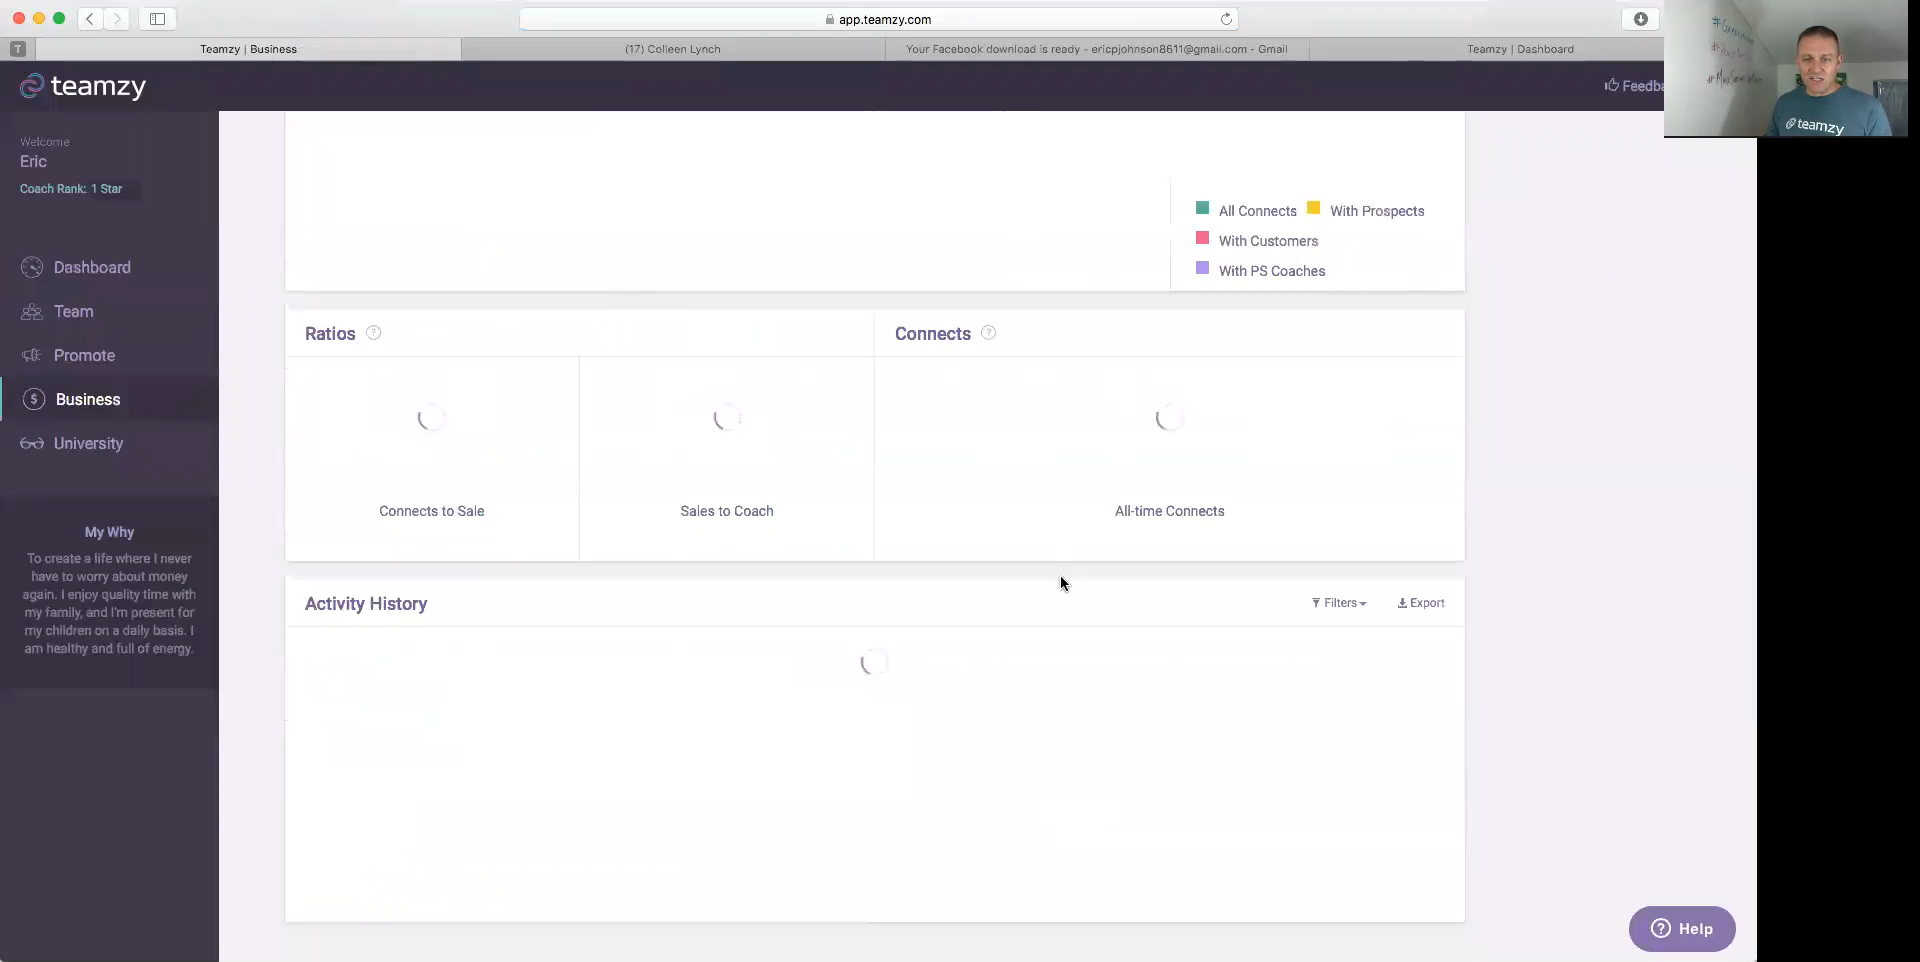 app.teamzy.com
T
Teamzy | Business
(17) Colleen Lynch
Your Facebook download is ready - ericpjohnson8611@gmail.com - Gmail
Teamzy | Dashboard
teamzy
teamzy
Welcome
Eric
Coach Rank: 1 Star
Dashboard
Team
Promote
$ Business
University
My Why
To create a life where I never
have to worry about money
again. I enjoy quality time with
my family, and I'm present for
my children on a daily basis. I
am healthy and full of energy.
All Connects
With Prospects
With Customers
With PS Coaches
Ratios ?
Connects ?
Connects to Sale
Sales to Coach
All-time Connects
Activity History
Filters
Export
? Help